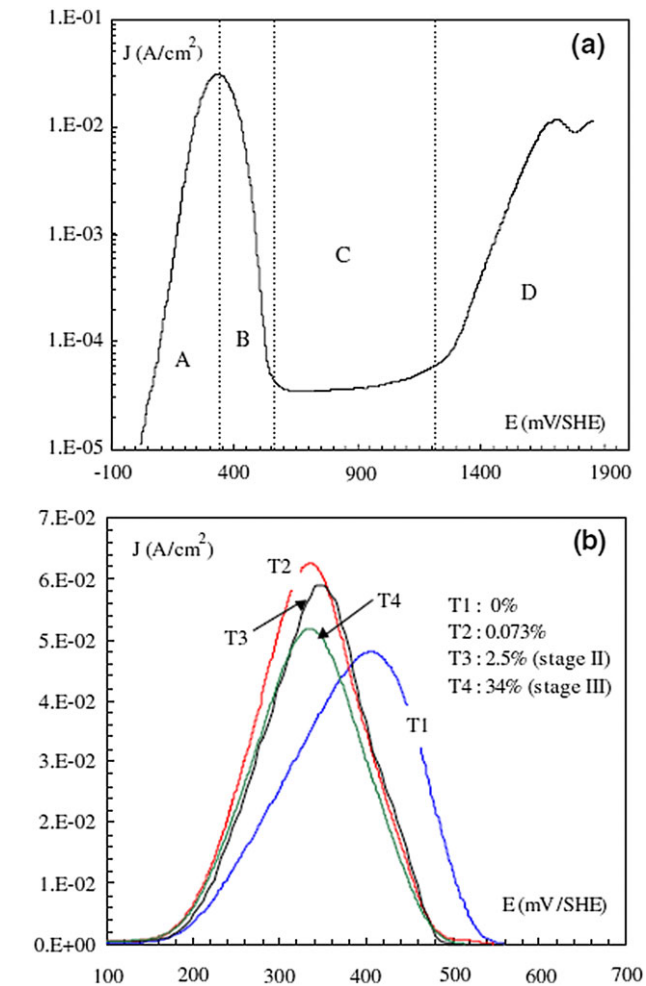 1.E-01
J (A/cm2)
(a)
1.E-02
1.E-03
C
D
1.E-04
B
A
E (mV/SHE)
1.E-05
-100 400 900 1400 1900
7.E-02
J (A/cm2)
(b)
T2
6.E-02
T4
T1 : 0%
T3
T2 : 0.073%
5.E-02
T3 : 2.5% (stage II)
T4 : 34% (stage III)
4.E-02
T1
3.E-02
2.E-02
1.E-02
E (mV/SHE)
0.E+00
100 200 300 400 500 600 700